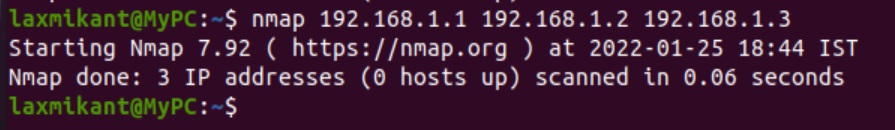 laxmikant@MyPC:~$ nmap 192.168.1.1 192.168.1.2 192.168.1.3
Starting Nmap 7.92 ( https://nmap.org ) at 2022-01-25 18:44 IST
Nmap done: 3 IP addresses (0 hosts up) scanned in 0.06 seconds
laxmikant@MyPC:~$